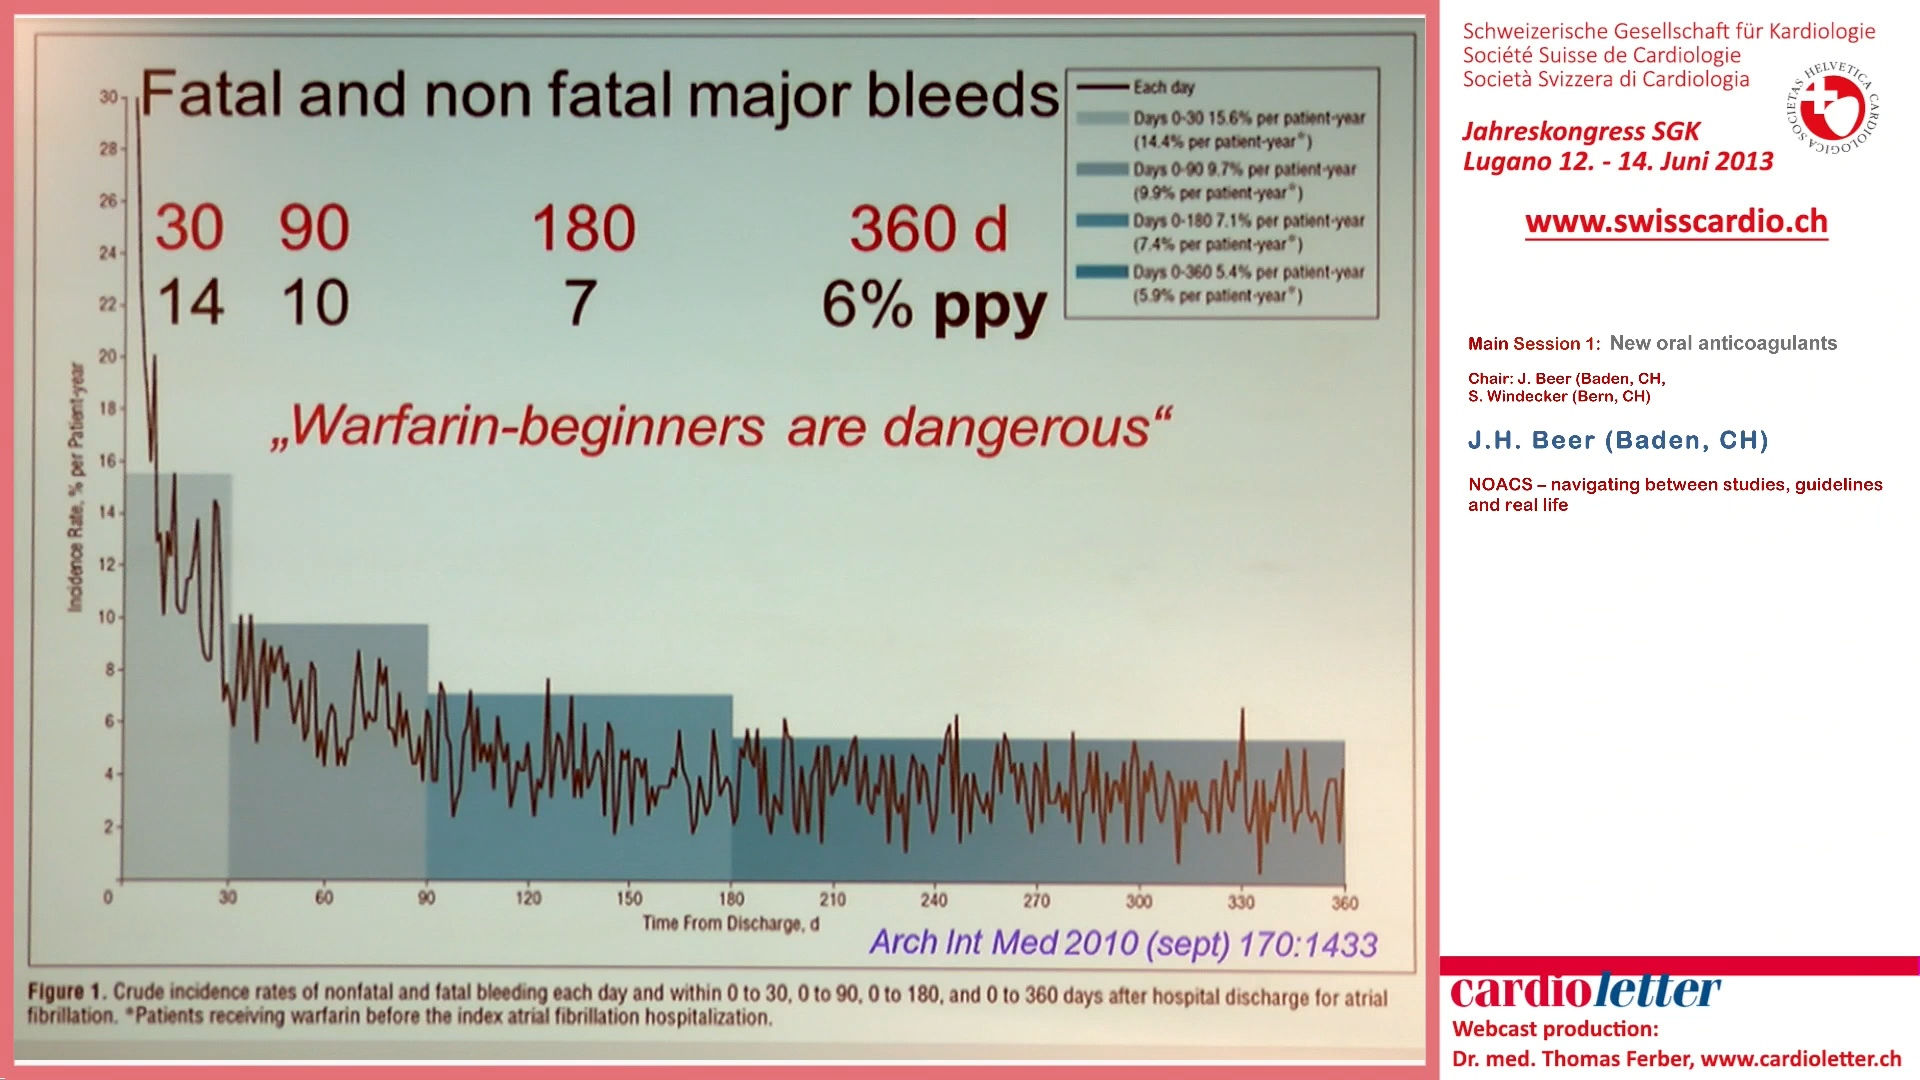 Fatal and non fatal major bleeds
30 90 180 360 d
14 10 7 6% ppy
„Warfarin-beginners are dangerous“
Each day
Days 0-30 15.6% per patient-year
(14.4% per patient-year*)
Days 0-90 9.7% per patient-year
(9.9% per patient-year*)
Days 0-180 7.1% per patient-year
(7.4% per patient-year*)
Days 0-360 5.4% per patient-year
(5.9% per patient-year*)
Incidence Rate, % per Patient-year
30
28
26
24
22
20
18
16
14
12
10
8
6
4
2
0 30 60 90 120 150 180 210 240 270 300 330 360
Time From Discharge, d
Arch Int Med 2010 (sept) 170:1433
Figure 1. Crude incidence rates of nonfatal and fatal bleeding each day and within 0 to 30, 0 to 90, 0 to 180, and 0 to 360 days after hospital discharge for atrial
fibrillation. *Patients receiving warfarin before the index atrial fibrillation hospitalization.
Schweizerische Gesellschaft für Kardiologie
Société Suisse de Cardiologie
Società Svizzera di Cardiologia
SOCIETAS HELVETICA CARDIOLOGICA
Jahreskongress SGK
Lugano 12. - 14. Juni 2013
www.swisscardio.ch
Main Session 1: New oral anticoagulants
Chair: J. Beer (Baden, CH,
S. Windecker (Bern, CH)
J.H. Beer (Baden, CH)
NOACS – navigating between studies, guidelines
and real life
cardioletter
Webcast production:
Dr. med. Thomas Ferber, www.cardioletter.ch